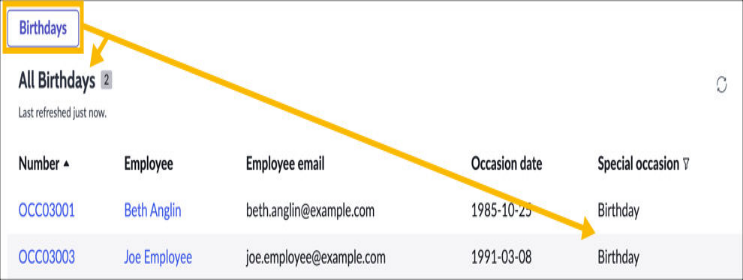 Birthdays
All Birthdays 2
Last refreshed just now.
Number Employee Employee email Occasion date Special occasion
OCC03001 Beth Anglin beth.anglin@example.com 1985-10-25 Birthday
OCC03003 Joe Employee joe.employee@example.com 1991-03-08 Birthday